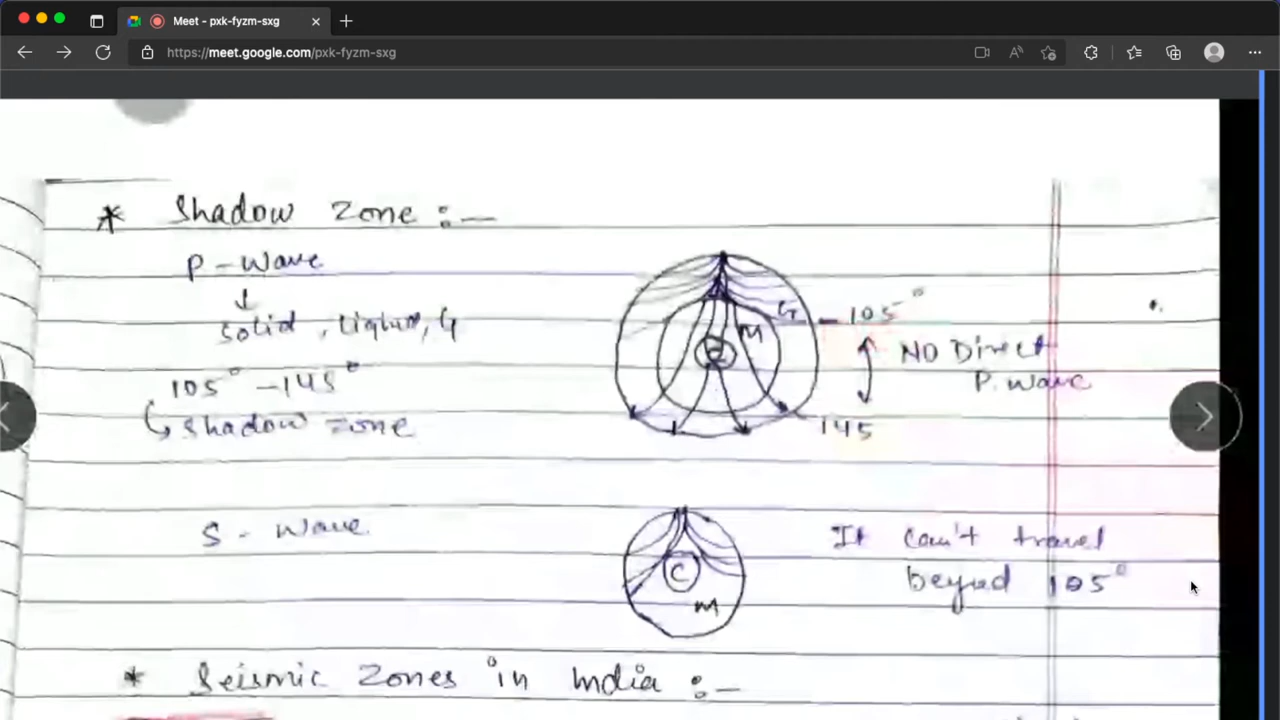 Meet - pxk-fyzm-sxg
https://meet.google.com/pxk-fyzm-sxg
* Shadow Zone :-
P - Wave
↓
Solid, Liquid, G
105° - 145°
↳ Shadow zone
G
M
C
105°
NO Direct
P. wave
145
S - Wave
C
M
It can't travel
beyod 105°
* Seismic Zones in India :-